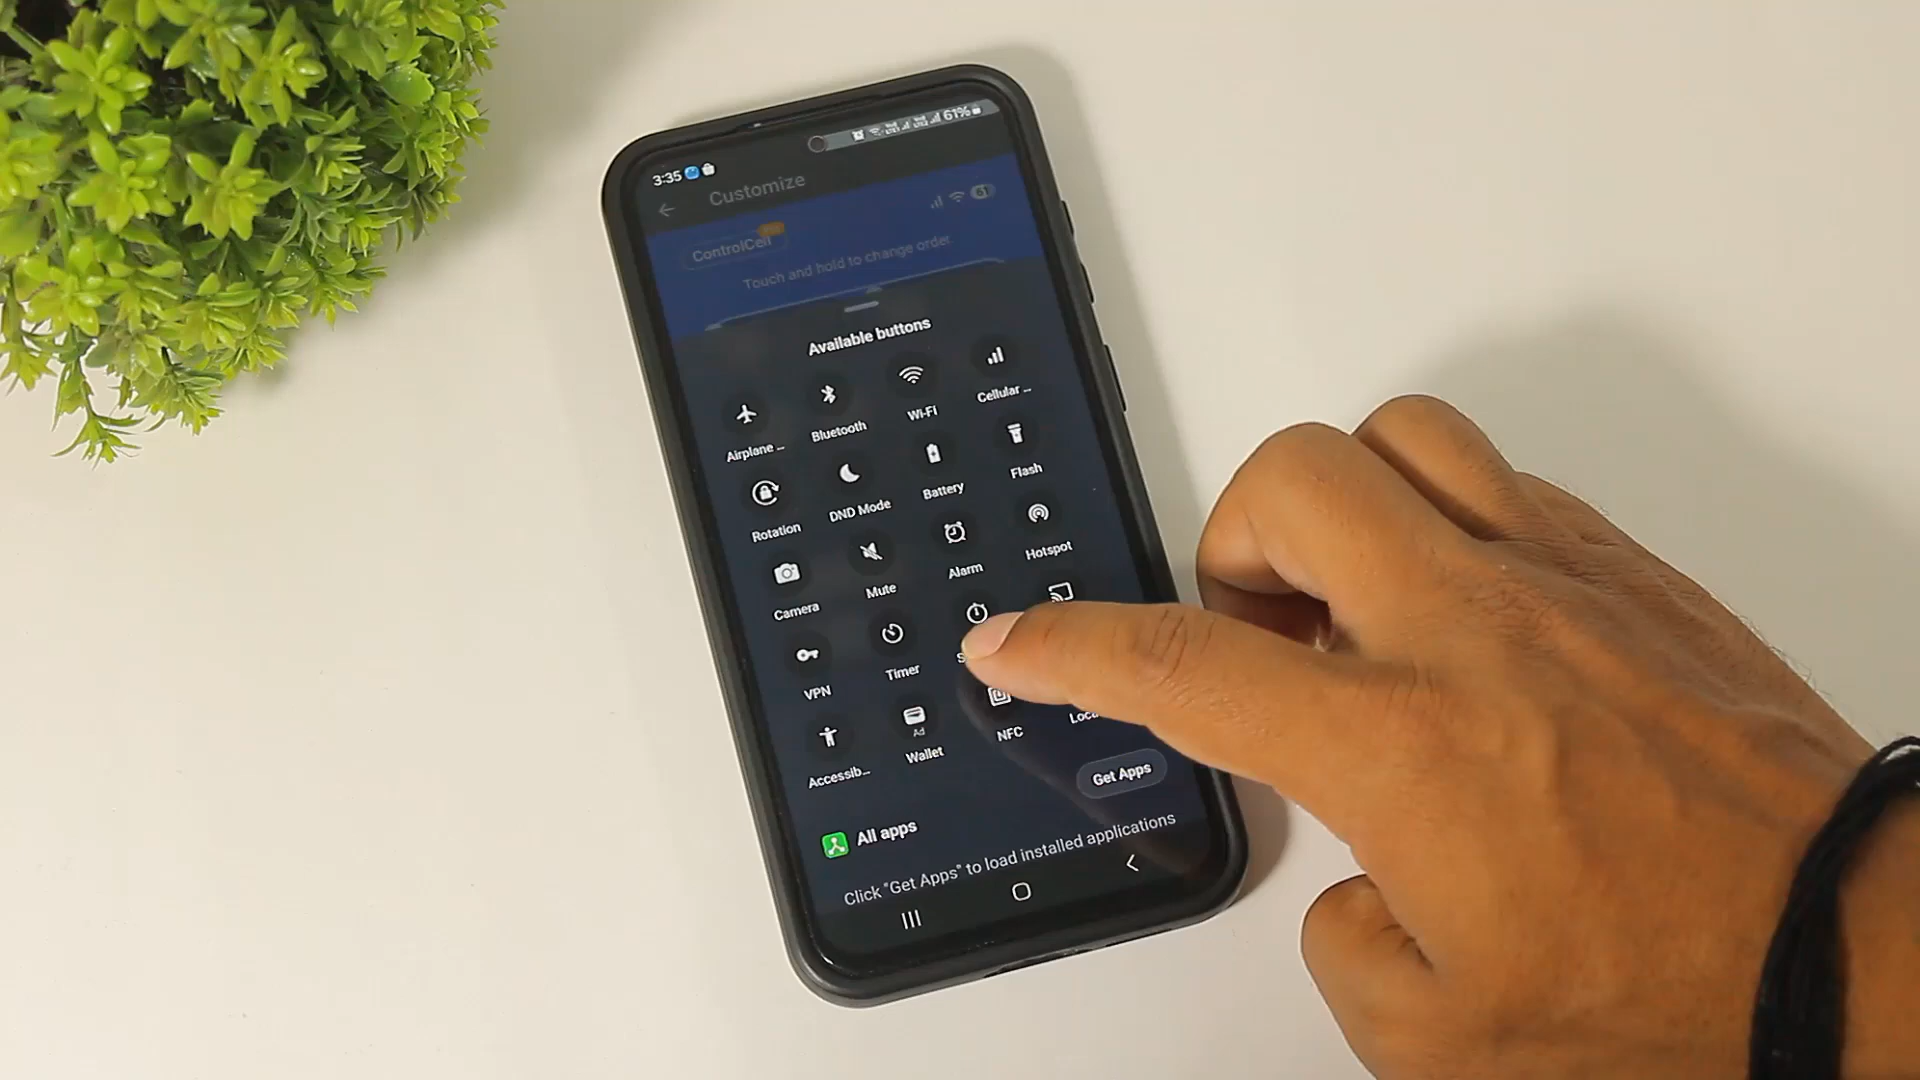 3:35 61%
Customize
61
ControlCell
Touch and hold to change order.
Available buttons
Airplane ... Bluetooth Wi-Fi Cellular ...
Rotation DND Mode Battery Flash
Camera Mute Alarm Hotspot
VPN Timer
Ad
Accessib... Wallet NFC
Get Apps
All apps
Click "Get Apps" to load installed applications